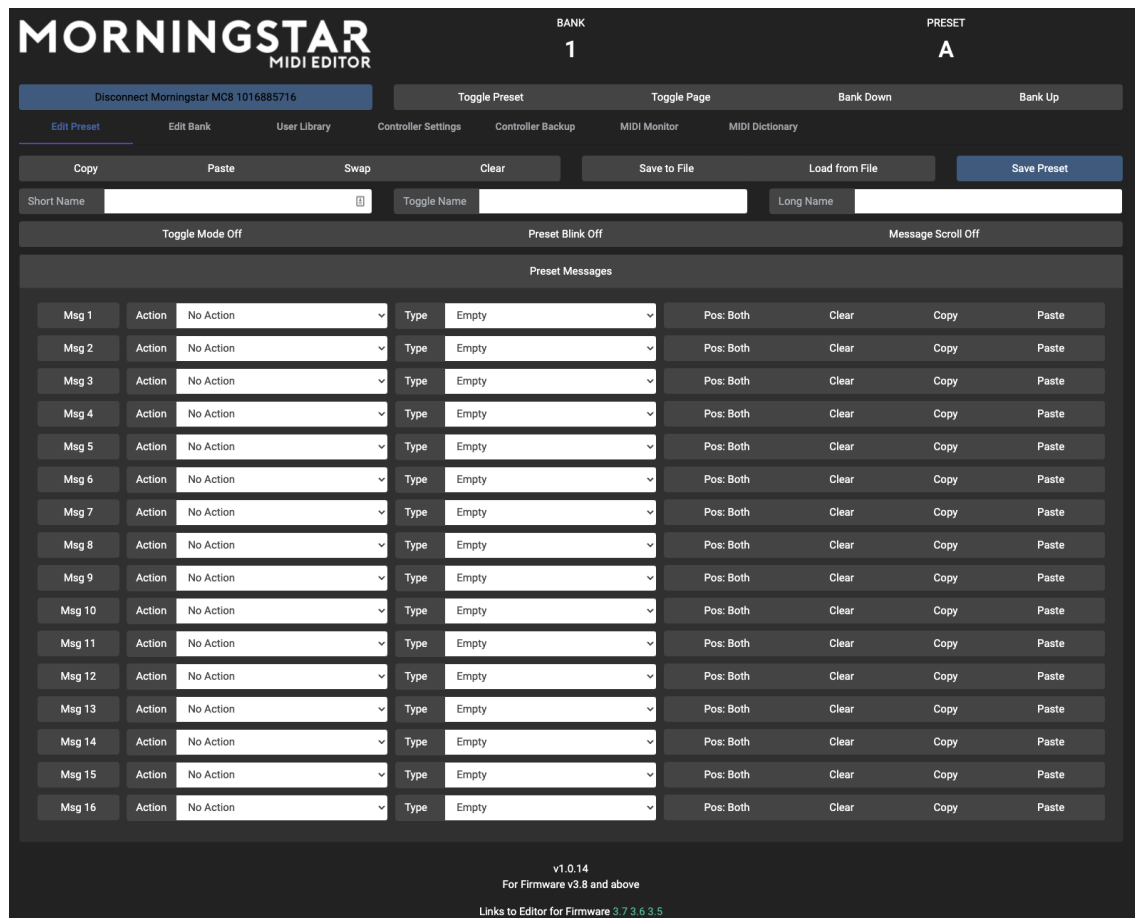 MORNINGSTAR
MIDI EDITOR
BANK
1
PRESET
A
Disconnect Morningstar MC8 1016885716
Toggle Preset Toggle Page Bank Down Bank Up
Edit Preset Edit Bank User Library Controller Settings Controller Backup MIDI Monitor MIDI Dictionary
Copy Paste Swap Clear Save to File Load from File Save Preset
Short Name Toggle Name Long Name
Toggle Mode Off Preset Blink Off Message Scroll Off
Preset Messages
Msg 1 Action No Action Type Empty Pos: Both Clear Copy Paste
Msg 2 Action No Action Type Empty Pos: Both Clear Copy Paste
Msg 3 Action No Action Type Empty Pos: Both Clear Copy Paste
Msg 4 Action No Action Type Empty Pos: Both Clear Copy Paste
Msg 5 Action No Action Type Empty Pos: Both Clear Copy Paste
Msg 6 Action No Action Type Empty Pos: Both Clear Copy Paste
Msg 7 Action No Action Type Empty Pos: Both Clear Copy Paste
Msg 8 Action No Action Type Empty Pos: Both Clear Copy Paste
Msg 9 Action No Action Type Empty Pos: Both Clear Copy Paste
Msg 10 Action No Action Type Empty Pos: Both Clear Copy Paste
Msg 11 Action No Action Type Empty Pos: Both Clear Copy Paste
Msg 12 Action No Action Type Empty Pos: Both Clear Copy Paste
Msg 13 Action No Action Type Empty Pos: Both Clear Copy Paste
Msg 14 Action No Action Type Empty Pos: Both Clear Copy Paste
Msg 15 Action No Action Type Empty Pos: Both Clear Copy Paste
Msg 16 Action No Action Type Empty Pos: Both Clear Copy Paste
v1.0.14
For Firmware v3.8 and above
Links to Editor for Firmware 3.7 3.6 3.5